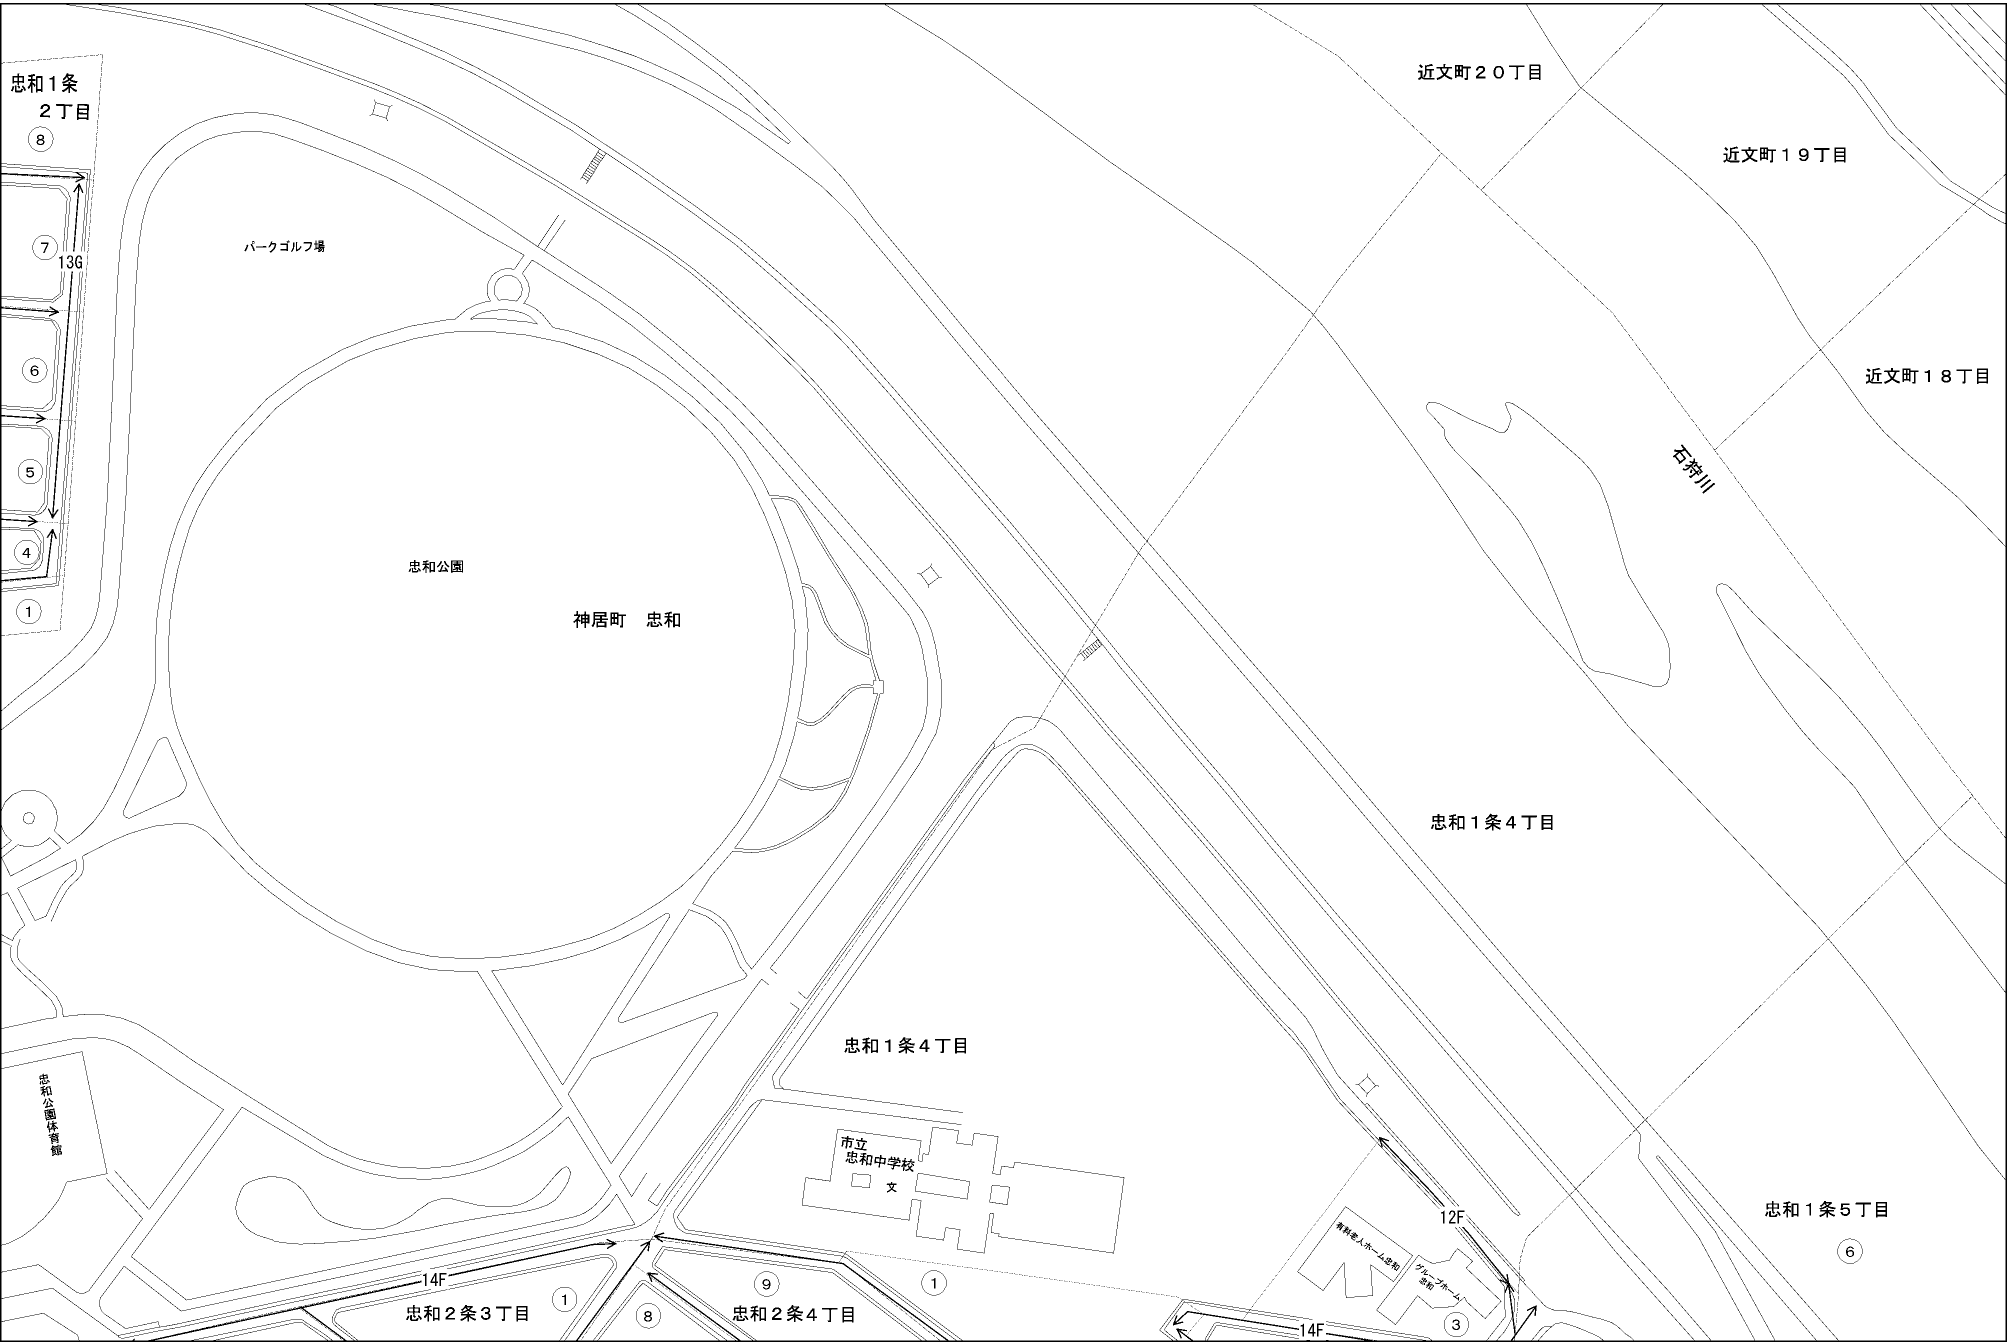 忠和１条
２丁目
8
近文町２０丁目
近文町１９丁目
7
13G
パークゴルフ場
6
近文町１８丁目
5
石狩川
4
忠和公園
1
神居町　忠和
忠和１条４丁目
忠和１条４丁目
忠和公園体育館
市立
忠和中学校
文
忠和１条５丁目
12F
6
有料老人ホーム忠和
グループホーム
忠和
14F
忠和２条３丁目
1
8
9
忠和２条４丁目
1
14F
3